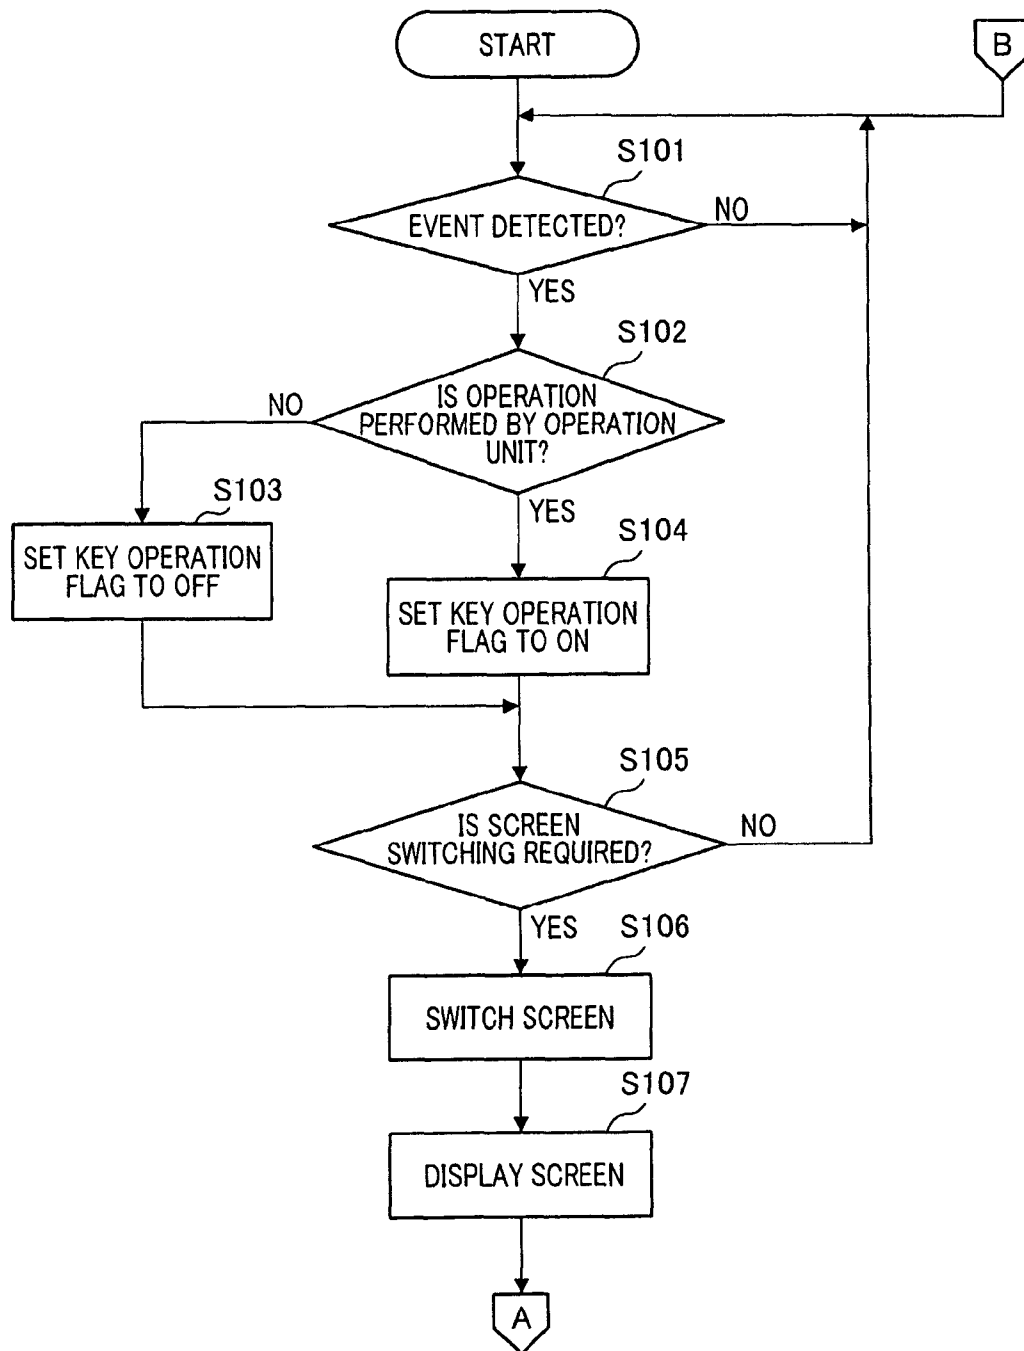 START
B
S101
EVENT DETECTED?
NO
YES
S102
IS OPERATION
PERFORMED BY OPERATION
UNIT?
NO
YES
S103
SET KEY OPERATION
FLAG TO OFF
S104
SET KEY OPERATION
FLAG TO ON
S105
IS SCREEN
SWITCHING REQUIRED?
NO
YES
S106
SWITCH SCREEN
S107
DISPLAY SCREEN
A